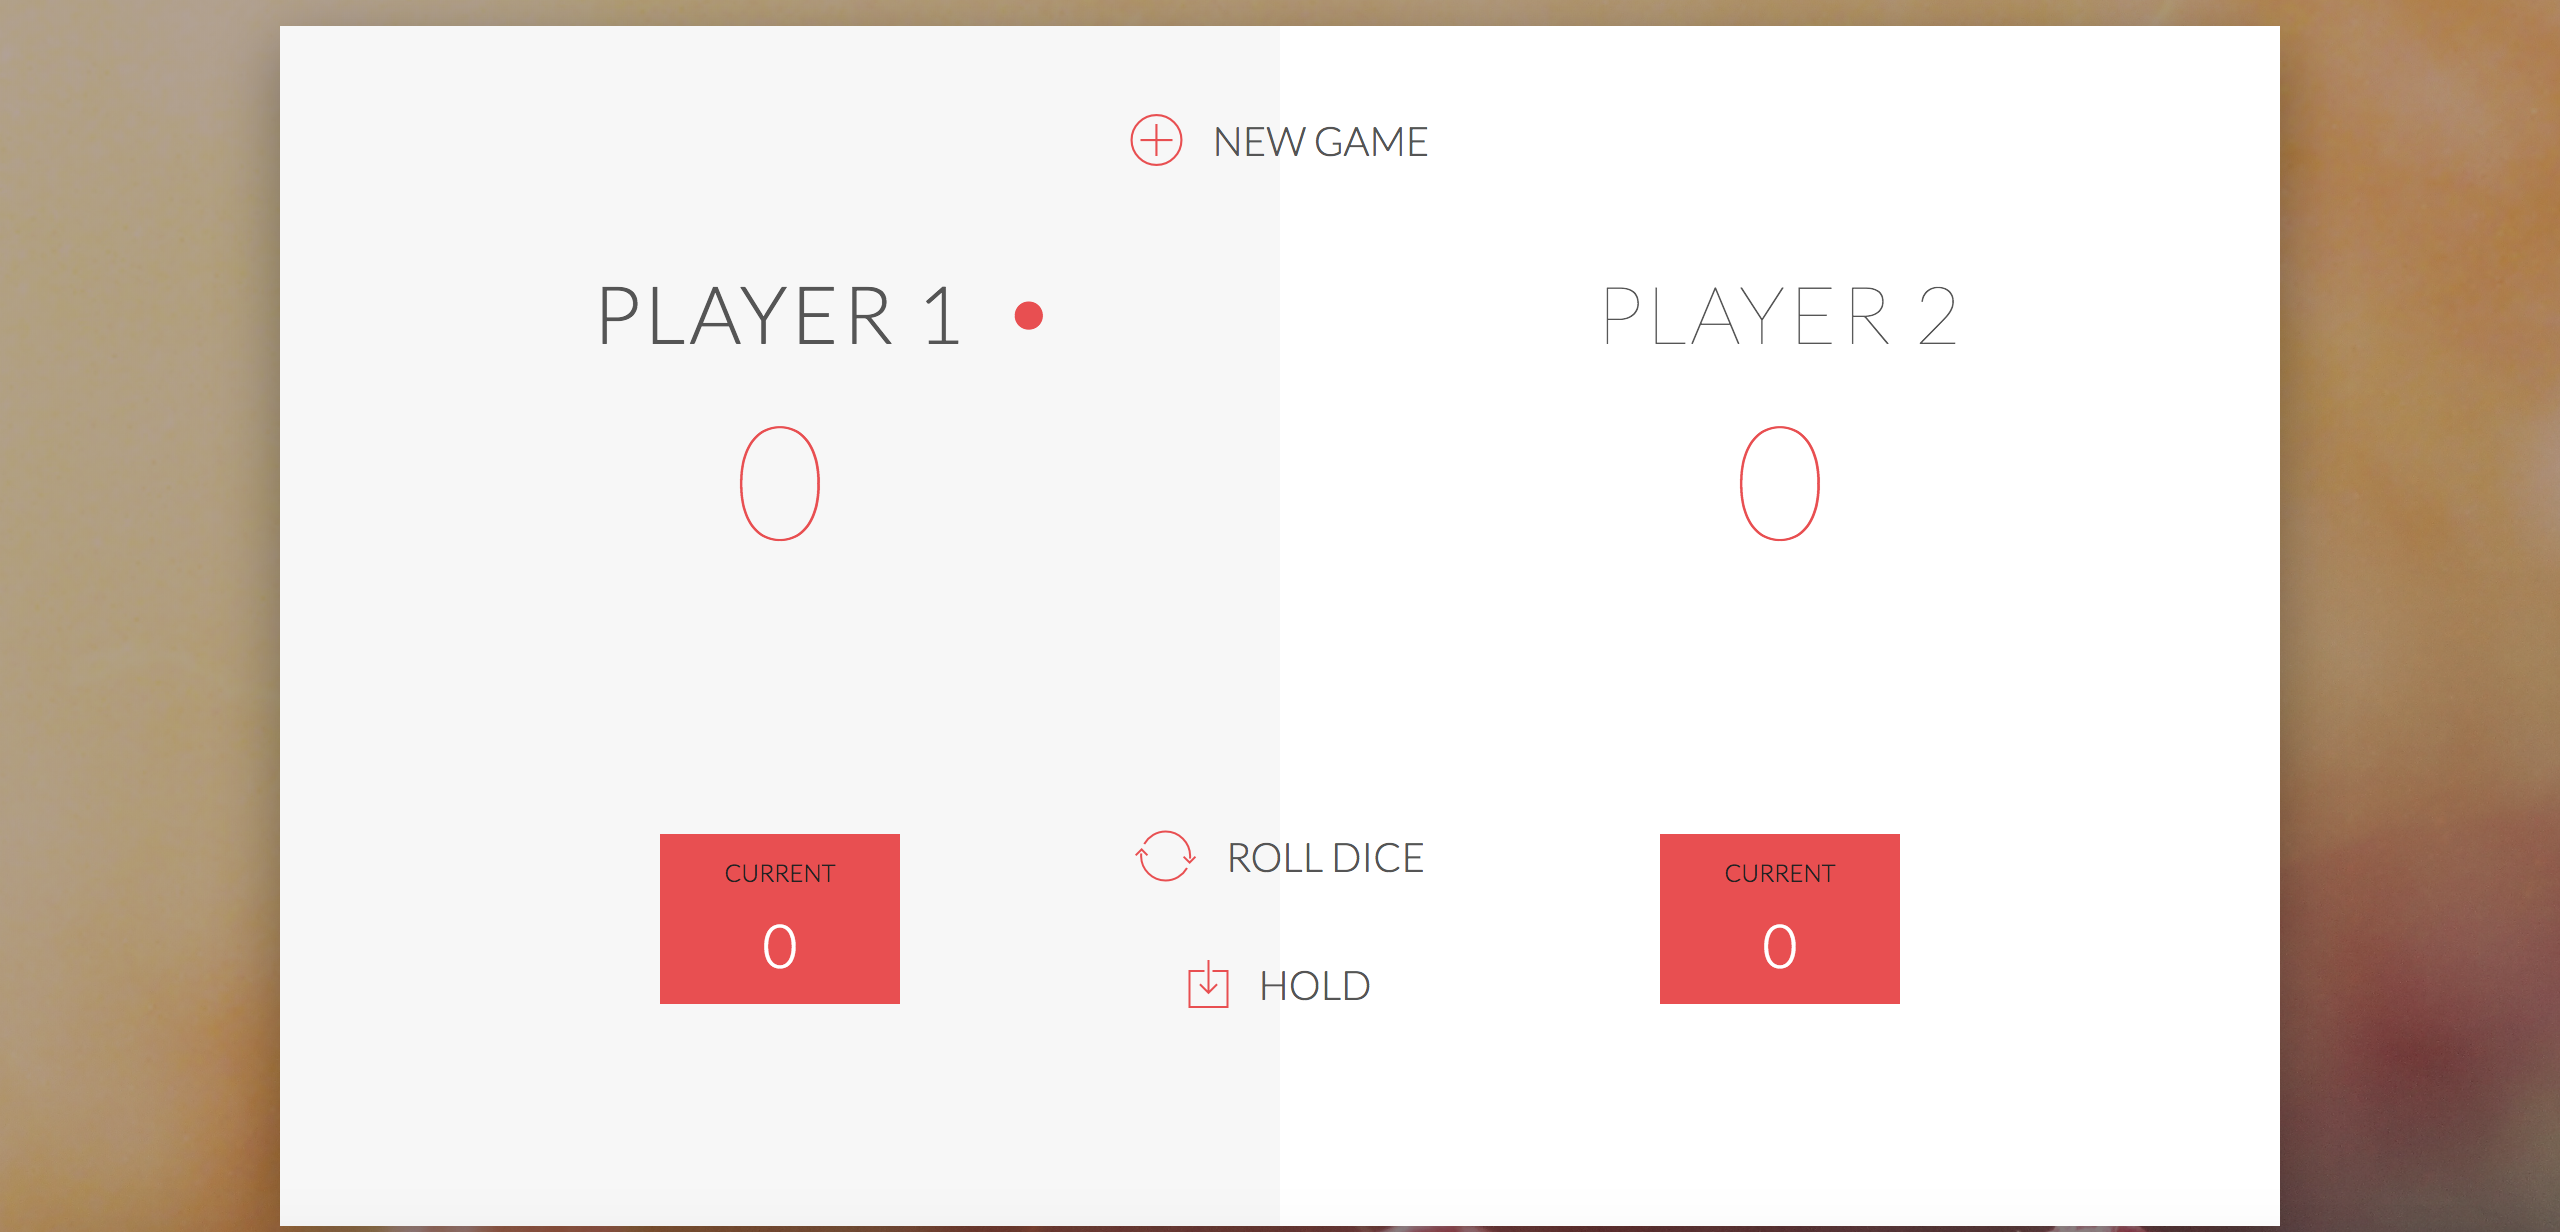 NEW GAME
PLAYER 1
0
CURRENT
0
PLAYER 2
0
CURRENT
0
ROLL DICE
HOLD